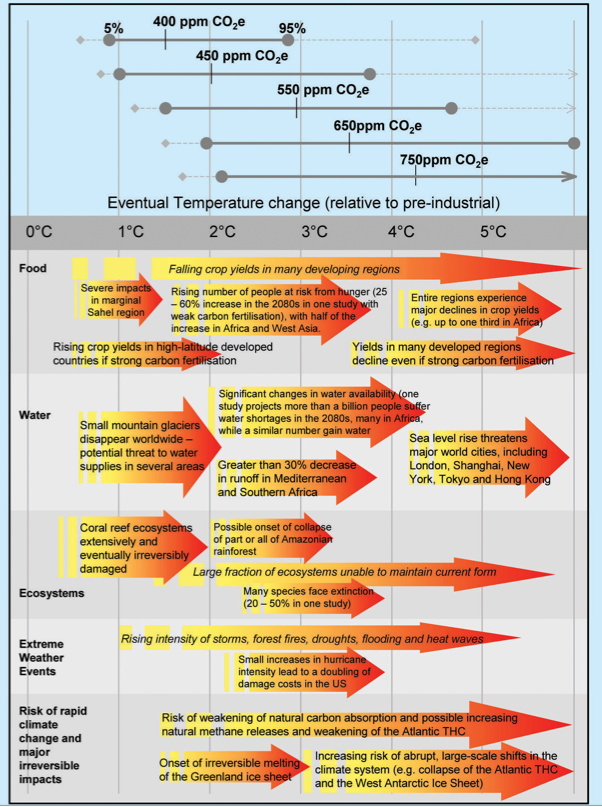 400 ppm CO2e
5%
95%
450 ppm CO2e
550 ppm CO2e
650ppm CO2e
750ppm CO2e
Eventual Temperature change (relative to pre-industrial)
0°C
1°C
2°C
3°C
4°C
5°C
Food
Falling crop yields in many developing regions
Severe impacts
in marginal
Sahel region
Rising number of people at risk from hunger (25
– 60% increase in the 2080s in one study with
weak carbon fertilisation), with half of the
increase in Africa and West Asia.
Entire regions experience
major declines in crop yields
(e.g. up to one third in Africa)
Rising crop yields in high-latitude developed
countries if strong carbon fertilisation
Yields in many developed regions
decline even if strong carbon fertilisation
Water
Small mountain glaciers
disappear worldwide –
potential threat to water
supplies in several areas
Significant changes in water availability (one
study projects more than a billion people suffer
water shortages in the 2080s, many in Africa,
while a similar number gain water
Greater than 30% decrease
in runoff in Mediterranean
and Southern Africa
Sea level rise threatens
major world cities, including
London, Shanghai, New
York, Tokyo and Hong Kong
Ecosystems
Coral reef ecosystems
extensively and
eventually irreversibly
damaged
Possible onset of collapse
of part or all of Amazonian
rainforest
Large fraction of ecosystems unable to maintain current form
Many species face extinction
(20 – 50% in one study)
Extreme
Weather
Events
Rising intensity of storms, forest fires, droughts, flooding and heat waves
Small increases in hurricane
intensity lead to a doubling of
damage costs in the US
Risk of rapid
climate
change and
major
irreversible
impacts
Risk of weakening of natural carbon absorption and possible increasing
natural methane releases and weakening of the Atlantic THC
Onset of irreversible melting
of the Greenland ice sheet
Increasing risk of abrupt, large-scale shifts in the
climate system (e.g. collapse of the Atlantic THC
and the West Antarctic Ice Sheet)